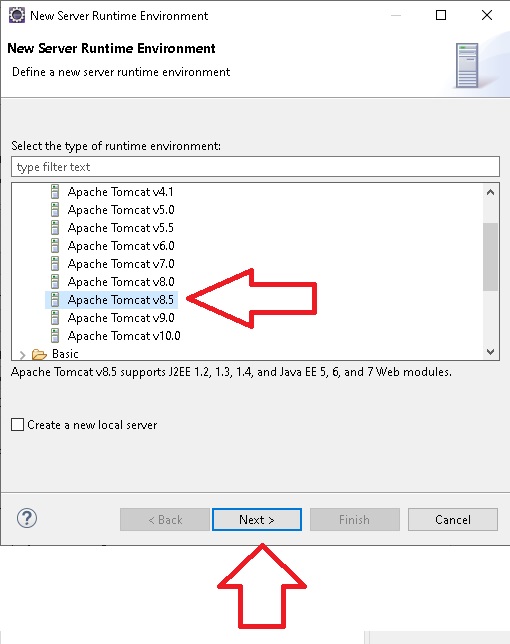 New Server Runtime Environment
New Server Runtime Environment
Define a new server runtime environment
Select the type of runtime environment:
type filter text
Apache Tomcat v4.1
Apache Tomcat v5.0
Apache Tomcat v5.5
Apache Tomcat v6.0
Apache Tomcat v7.0
Apache Tomcat v8.0
Apache Tomcat v8.5
Apache Tomcat v9.0
Apache Tomcat v10.0
Basic
Apache Tomcat v8.5 supports J2EE 1.2, 1.3, 1.4, and Java EE 5, 6, and 7 Web modules.
Create a new local server
? < Back Next > Finish Cancel